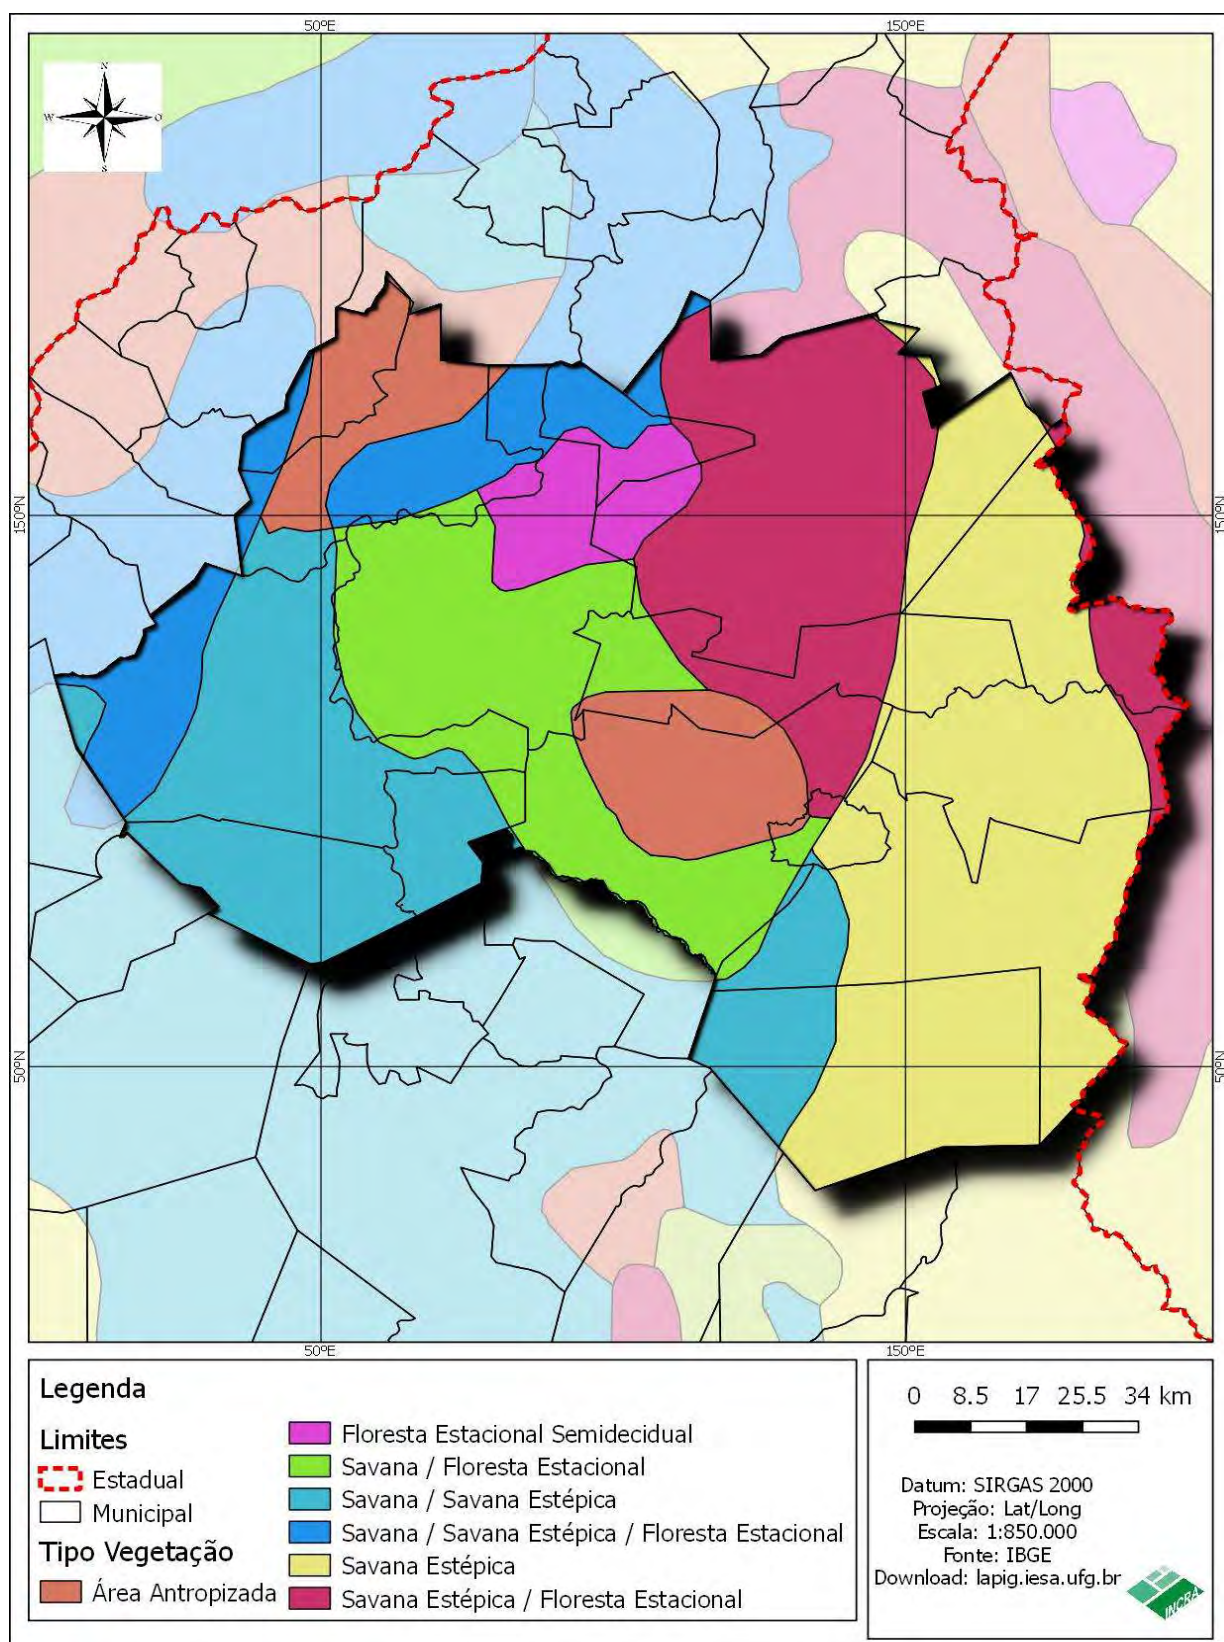 50ºE 150ºE
N
W O
S
150ºN 150ºN
50ºN 50ºN
50ºE 150ºE
Legenda
Limites
Estadual
Municipal
Tipo Vegetação
Área Antropizada
Floresta Estacional Semidecidual
Savana / Floresta Estacional
Savana / Savana Estépica
Savana / Savana Estépica / Floresta Estacional
Savana Estépica
Savana Estépica / Floresta Estacional
0 8.5 17 25.5 34 km
Datum: SIRGAS 2000
Projeção: Lat/Long
Escala: 1:850.000
Fonte: IBGE
Download: lapig.iesa.ufg.br
INCRA